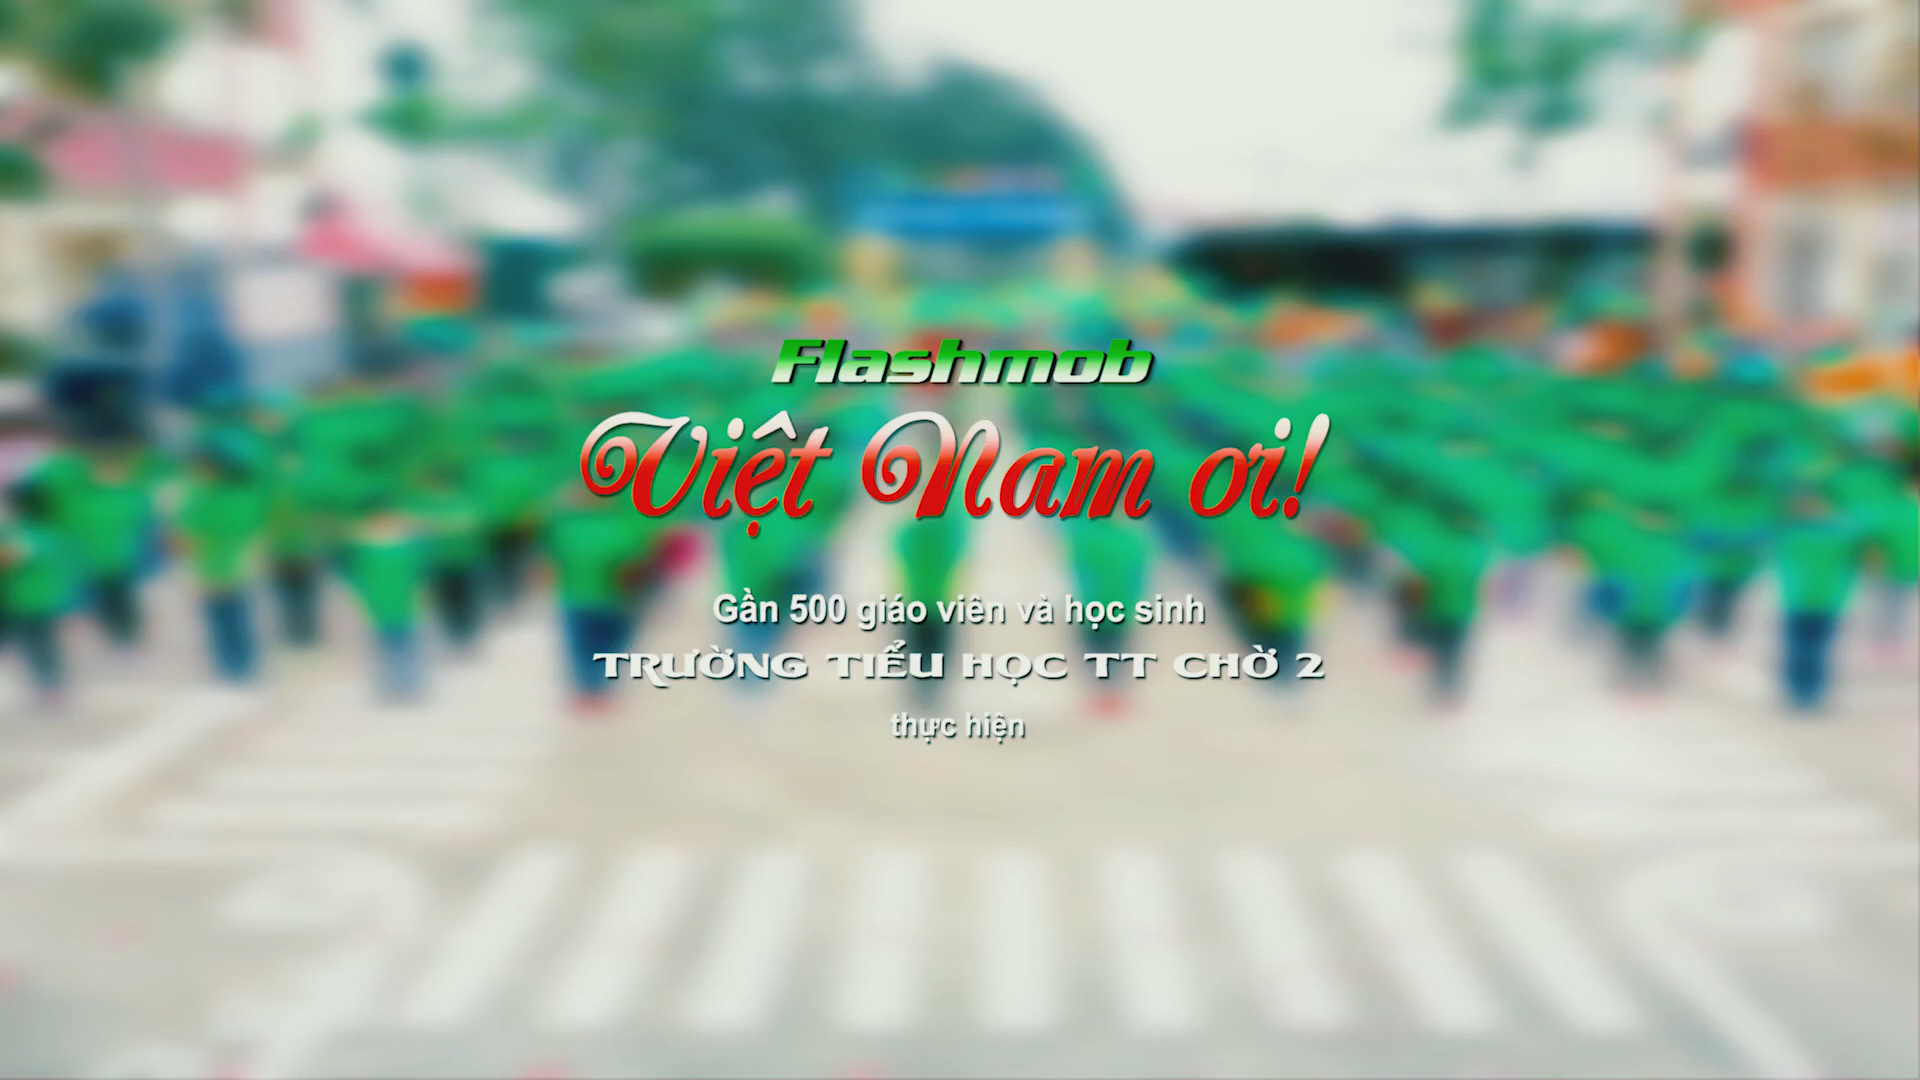 Flashmob
Việt Nam ơi!
Gần 500 giáo viên và học sinh
TRƯỜNG TIỂU HỌC TT CHỜ 2
thực hiện